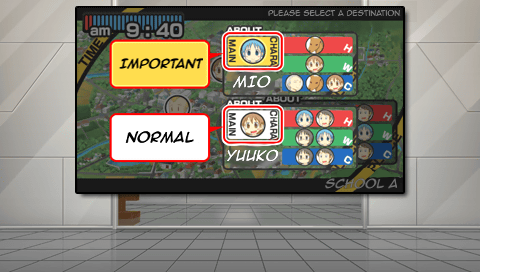 PLEASE SELECT A DESTINATION
am 9:40
TIME
ABOUT
IMPORTANT
MAIN
CHARA
H
W
C
MIO
ABOUT
NORMAL
MAIN
CHARA
H
W
C
YUUKO
SCHOOL A